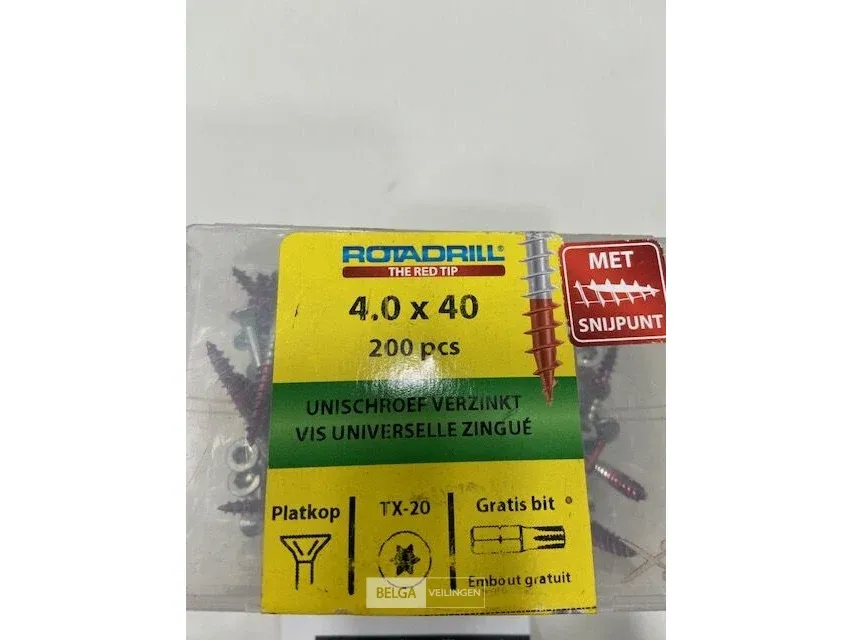 ROTADRILL®
THE RED TIP
4.0 x 40
200 pcs
MET
SNIJPUNT
UNISCHROEF VERZINKT
VIS UNIVERSELLE ZINGUÉ
Platkop
TX-20
Gratis bit
Embout gratuit
BELGA VEILINGEN